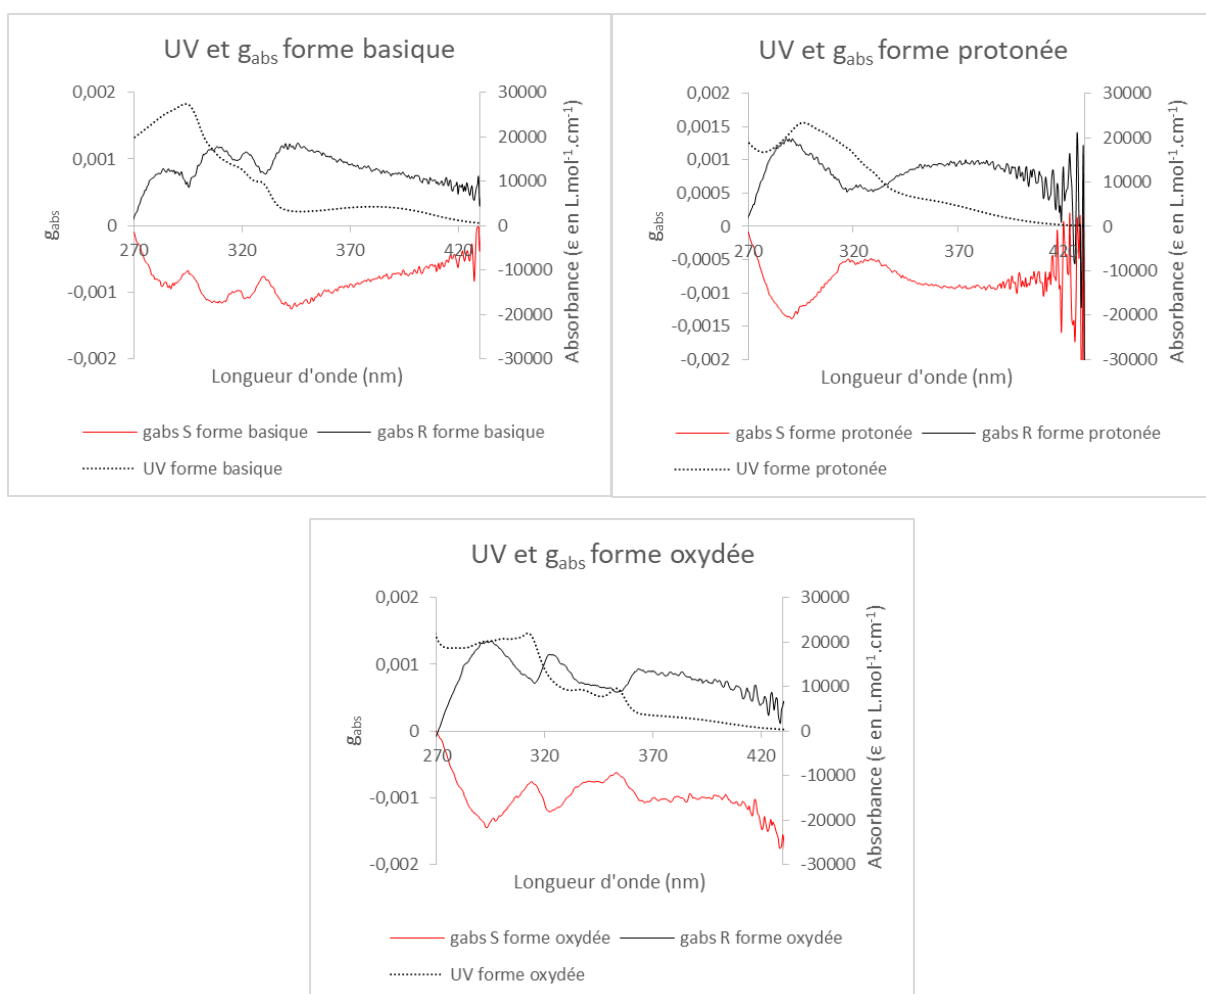 UV et gabs forme basique
0,002
0,001
0
-0,001
-0,002
gabs
270
320
370
420
30000
20000
10000
0
-10000
-20000
-30000
Absorbance (ε en L.mol-1.cm-1)
Longueur d'onde (nm)
gabs S forme basique
gabs R forme basique
UV forme basique
UV et gabs forme protonée
0,002
0,0015
0,001
0,0005
0
-0,0005
-0,001
-0,0015
-0,002
gabs
270
320
370
420
30000
20000
10000
0
-10000
-20000
-30000
Absorbance (ε en L.mol-1.cm-1)
Longueur d'onde (nm)
gabs S forme protonée
gabs R forme protonée
UV forme protonée
UV et gabs forme oxydée
0,002
0,001
0
-0,001
-0,002
gabs
270
320
370
420
30000
20000
10000
0
-10000
-20000
-30000
Absorbance (ε en L.mol-1.cm-1)
Longueur d'onde (nm)
gabs S forme oxydée
gabs R forme oxydée
UV forme oxydée